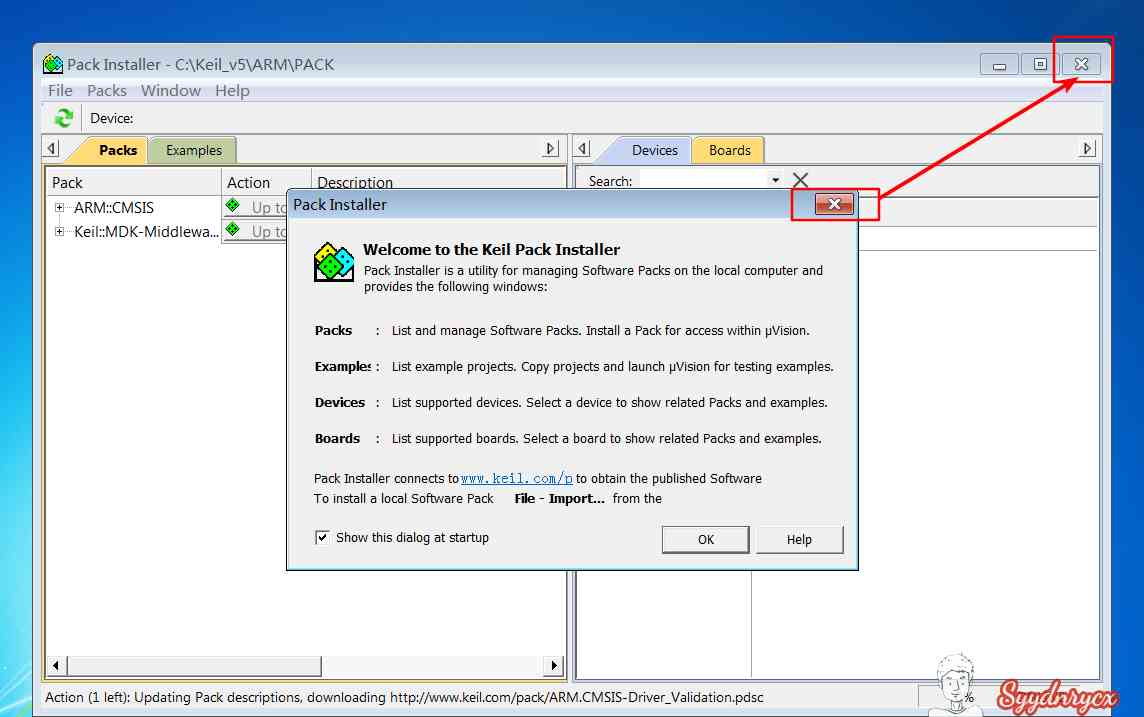 Pack Installer - C:\Keil_v5\ARM\PACK
File Packs Window Help
Device:
Packs Examples
Devices Boards
Pack Action Description
Search:
ARM::CMSIS Up to
Keil::MDK-Middlewa... Up to
Pack Installer
Welcome to the Keil Pack Installer
Pack Installer is a utility for managing Software Packs on the local computer and
provides the following windows:
Packs : List and manage Software Packs. Install a Pack for access within µVision.
Examples : List example projects. Copy projects and launch µVision for testing examples.
Devices : List supported devices. Select a device to show related Packs and examples.
Boards : List supported boards. Select a board to show related Packs and examples.
Pack Installer connects to www.keil.com/p to obtain the published Software
To install a local Software Pack File - Import... from the
Show this dialog at startup
OK Help
Action (1 left): Updating Pack descriptions, downloading http://www.keil.com/pack/ARM.CMSIS-Driver_Validation.pdsc
%
Syydnrycx